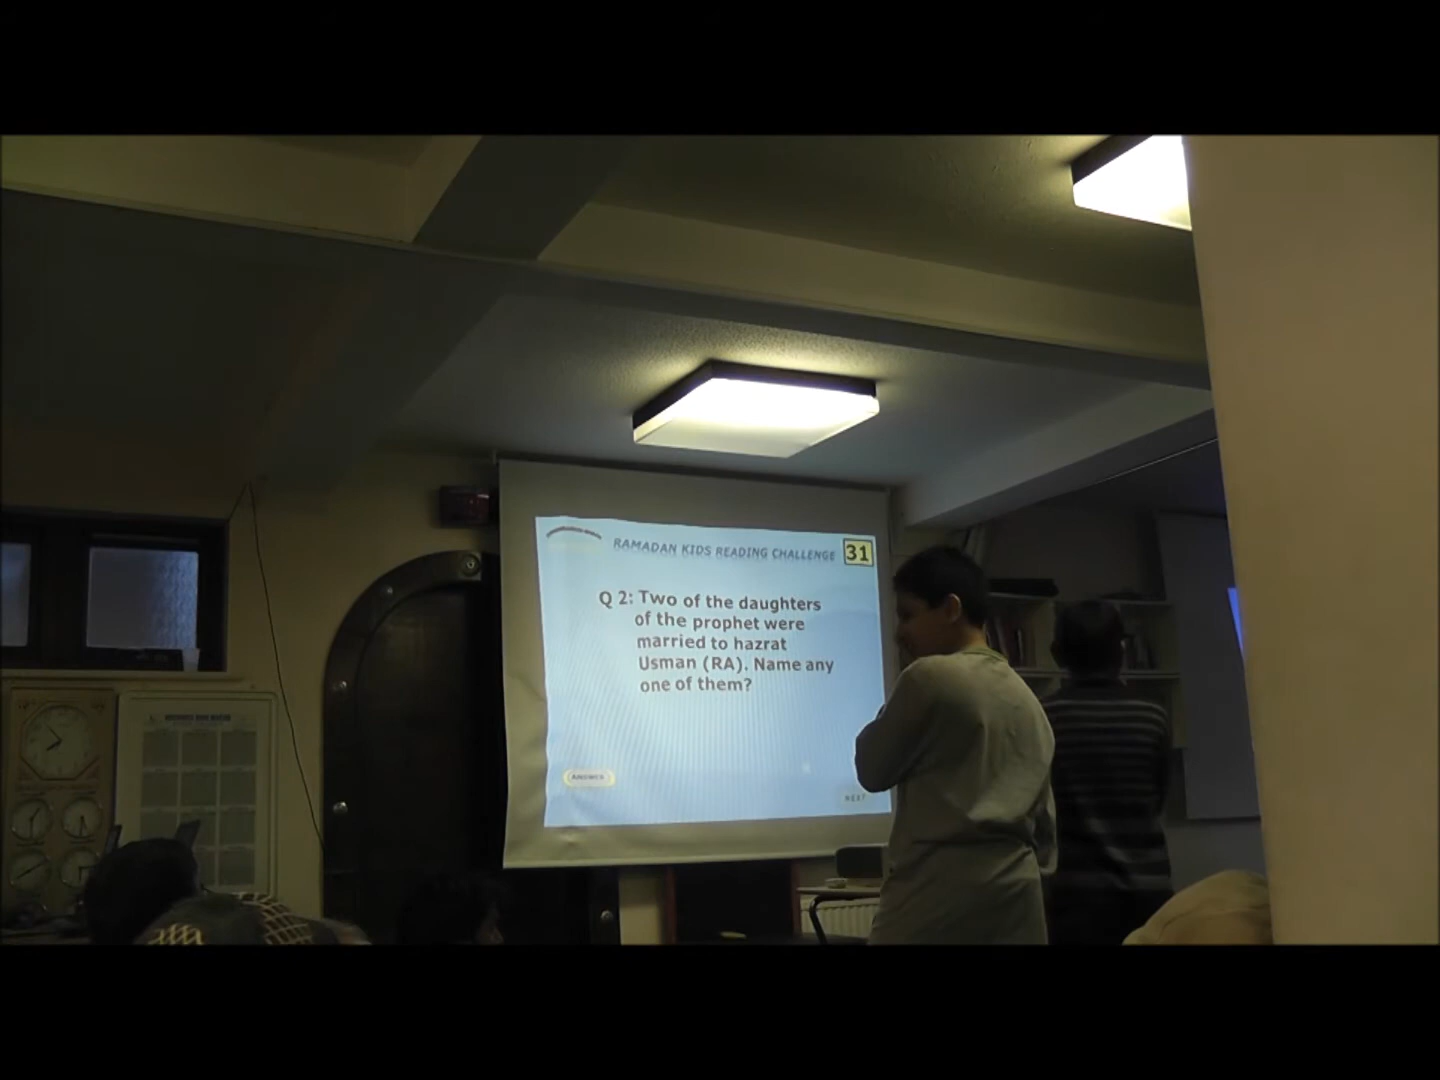 RAMADAN KIDS READING CHALLENGE
31
Q 2: Two of the daughters
of the prophet were
married to hazrat
Usman (RA). Name any
one of them?
ANSWER
NEXT